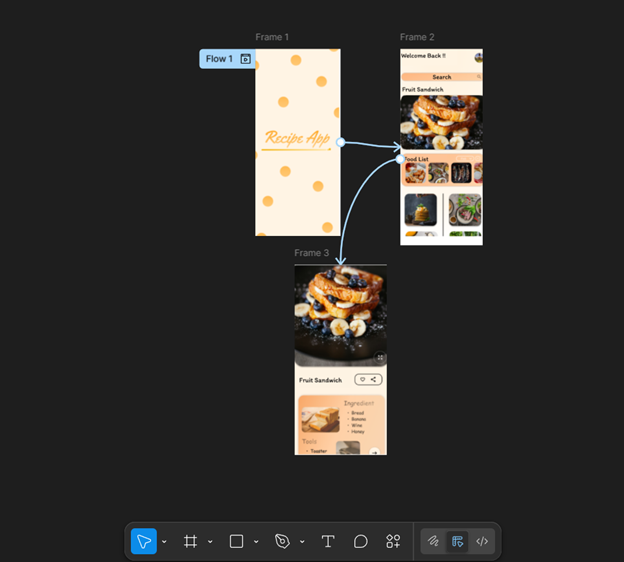 Frame 1
Frame 2
Flow 1
Welcome Back !!
Search
Fruit Sandwich
Recipe App
Food List
Frame 3
Fruit Sandwich
Ingredient
• Bread
• Banana
• Wine
• Honey
Tools
• Toaster